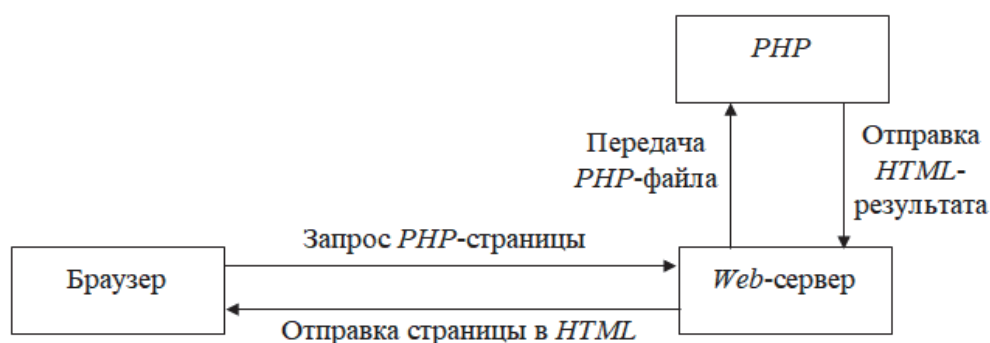 PHP
Передача
PHP-файла
Отправка
HTML-
результата
Запрос PHP-страницы
Браузер
Web-сервер
Отправка страницы в HTML